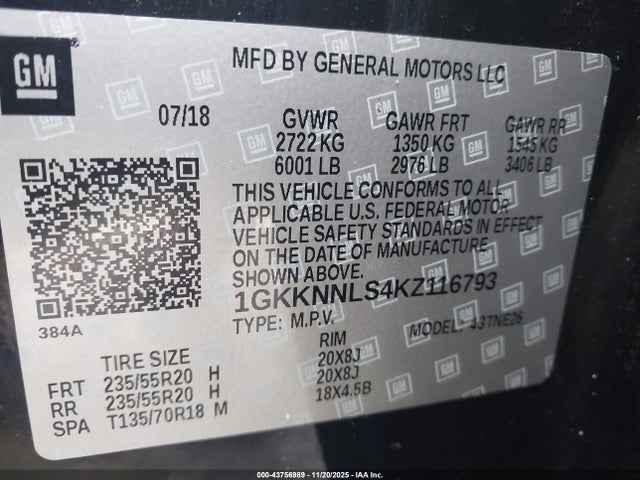 GM
MFD BY GENERAL MOTORS LLC
07/18 GVWR GAWR FRT GAWR RR
2722 KG 1350 KG 1545 KG
6001 LB 2976 LB 3406 LB
THIS VEHICLE CONFORMS TO ALL
APPLICABLE U.S. FEDERAL MOTOR
VEHICLE SAFETY STANDARDS IN EFFECT
ON THE DATE OF MANUFACTURE
SHOWN ABOVE.
1GKKNNLS4KZ116793
384A
TYPE: M.P.V. MODEL: 43TNE26
TIRE SIZE RIM
FRT 235/55R20 H 20X8J
RR 235/55R20 H 20X8J
SPA T135/70R18 M 18X4.5B
000-43756989 - 11/20/2025 - IAA, Inc.